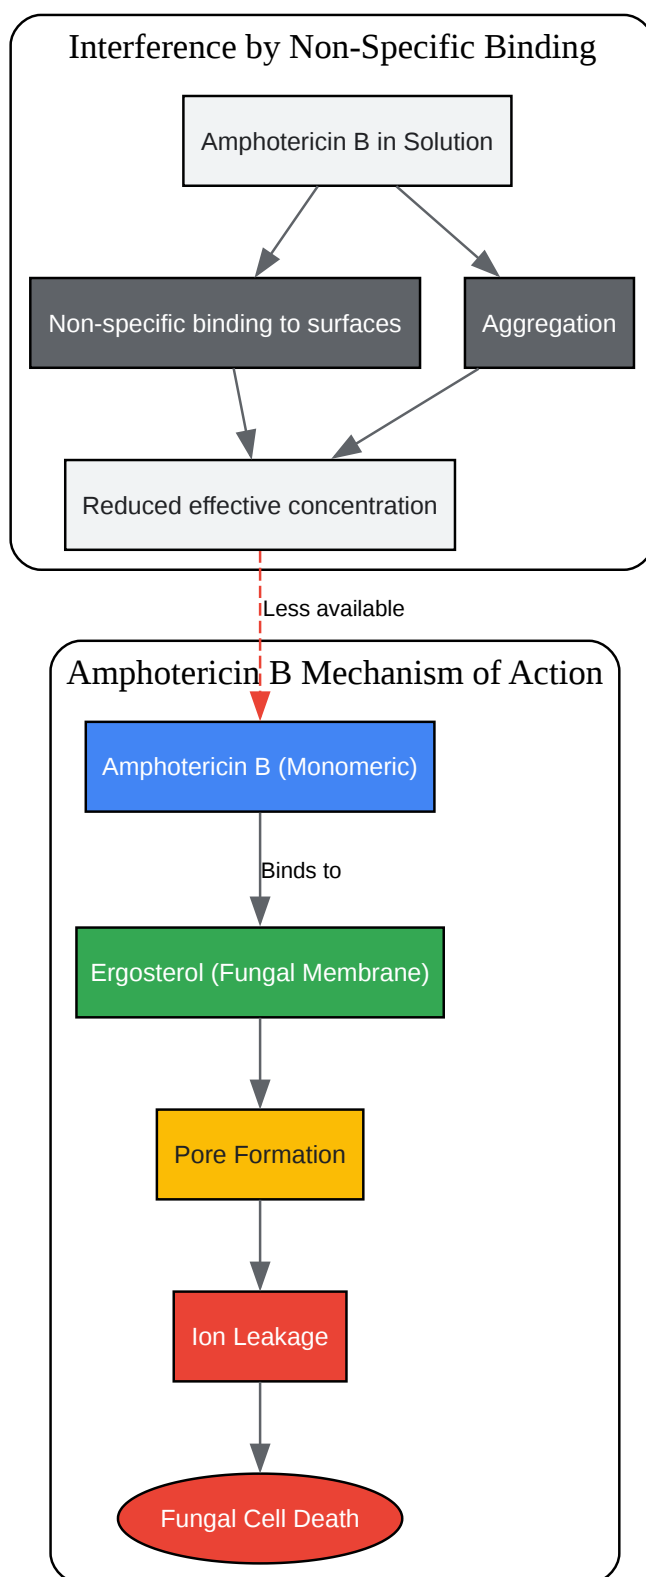 Interference by Non-Specific Binding
Amphotericin B in Solution
Non-specific binding to surfaces
Aggregation
Reduced effective concentration
Less available
Amphotericin B Mechanism of Action
Amphotericin B (Monomeric)
Binds to
Ergosterol (Fungal Membrane)
Pore Formation
Ion Leakage
Fungal Cell Death